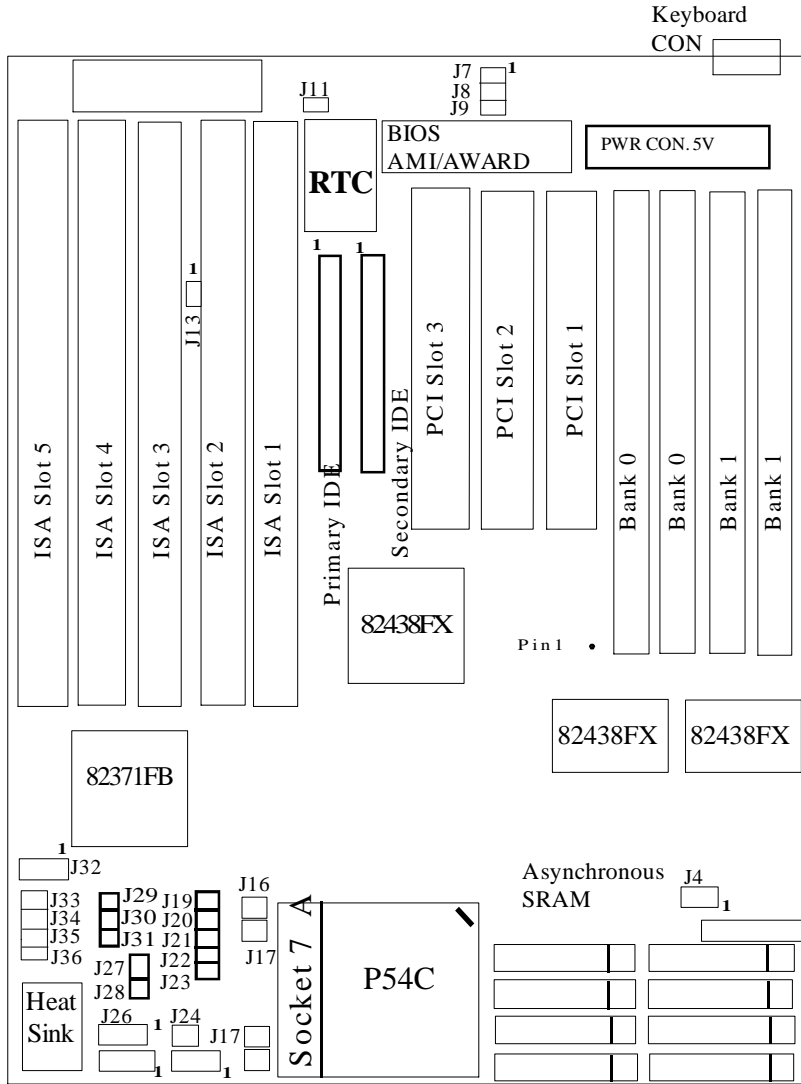 Keyboard
CON
J7
1
J8
J9
J11
BIOS
AMI/AWARD
PWR CON. 5V
RTC
1
1
1
J13
ISA Slot 5
ISA Slot 4
ISA Slot 3
ISA Slot 2
ISA Slot 1
Primary IDE
Secondary IDE
PCI Slot 3
PCI Slot 2
PCI Slot 1
Bank 0
Bank 0
Bank 1
Bank 1
82438FX
Pin1
82438FX
82438FX
82371FB
1
J32
J33
J34
J35
J36
J29
J30
J31
J27
J28
J19
J20
J21
J22
J23
J16
J17
Socket 7 A
P54C
Asynchronous
SRAM
J4
1
Heat
Sink
J26
1
J24
J17
1
1